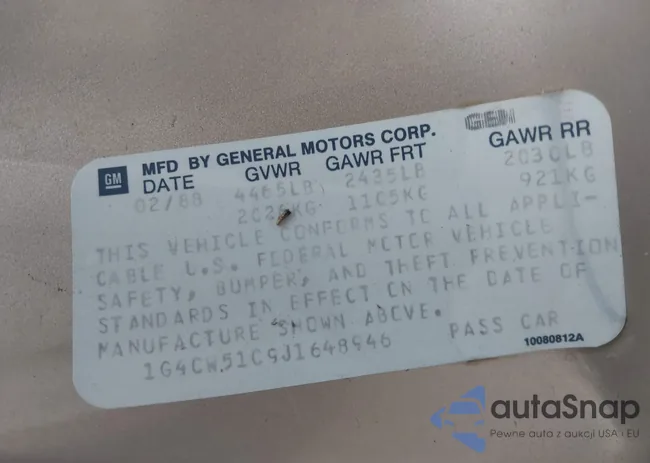 GM
MFD BY GENERAL MOTORS CORP.
DATE GVWR GAWR FRT GAWR RR
02/88 4465LB 2435LB 2030LB
2026KG 1105KG 921KG
THIS VEHICLE CONFORMS TO ALL APPLI-
CABLE U.S. FEDERAL MOTOR VEHICLE
SAFETY, BUMPER, AND THEFT PREVENTION
STANDARDS IN EFFECT ON THE DATE OF
MANUFACTURE SHOWN ABOVE.
1G4CW51C9J1648946 PASS CAR
10080812A
autaSnap
Pewne auto z aukcji USA i EU